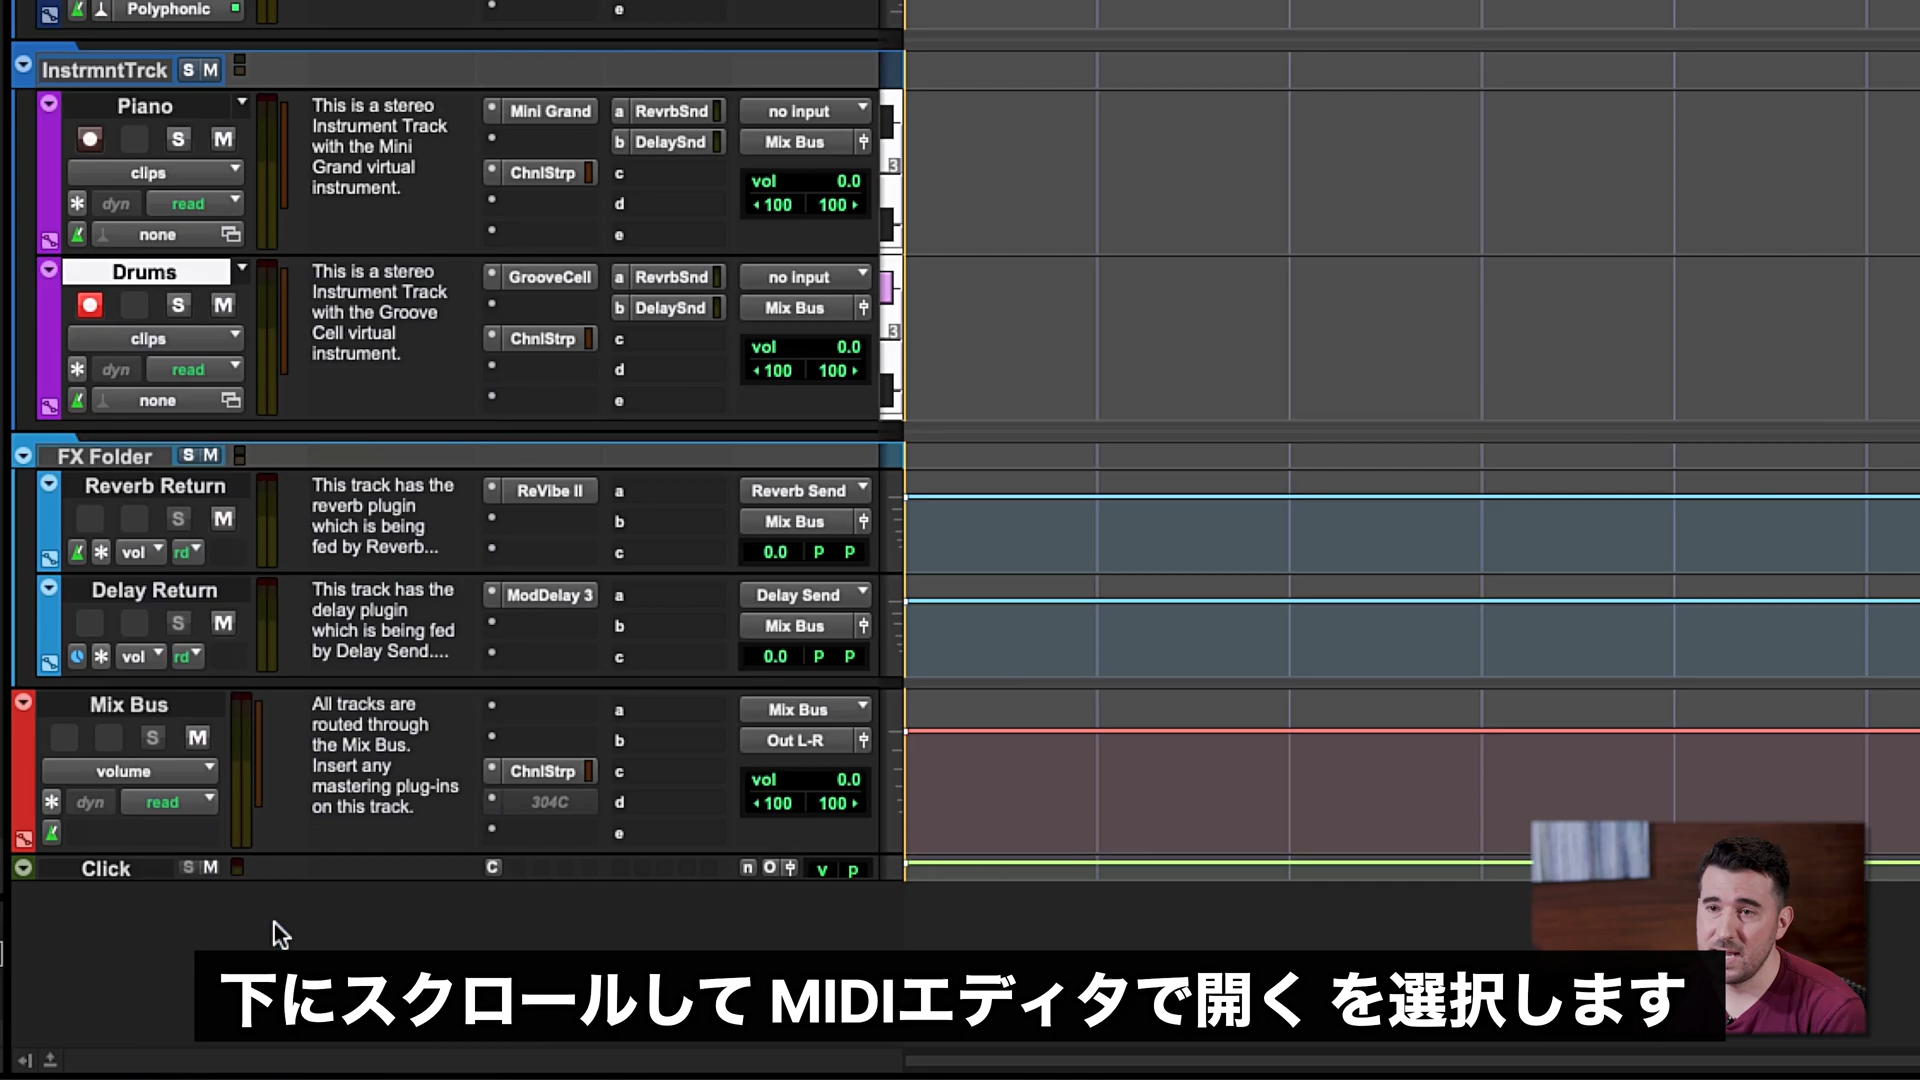 Polyphonic
e
InstrmntTrck S M
Piano
S M
clips
* dyn read
none
This is a stereo
Instrument Track
with the Mini
Grand virtual
instrument.
Mini Grand
ChnlStrp
a RevrbSnd
b DelaySnd
c
d
e
no input
Mix Bus
vol 0.0
100 100
3
Drums
S M
clips
* dyn read
none
This is a stereo
Instrument Track
with the Groove
Cell virtual
instrument.
GrooveCell
ChnlStrp
a RevrbSnd
b DelaySnd
c
d
e
no input
Mix Bus
vol 0.0
100 100
3
FX Folder S M
Reverb Return
S M
* vol rd
This track has the
reverb plugin
which is being
fed by Reverb...
ReVibe II
a
b
c
Reverb Send
Mix Bus
0.0 p p
Delay Return
S M
* vol rd
This track has the
delay plugin
which is being fed
by Delay Send....
ModDelay 3
a
b
c
Delay Send
Mix Bus
0.0 p p
Mix Bus
S M
volume
* dyn read
All tracks are
routed through
the Mix Bus.
Insert any
mastering plug-ins
on this track.
ChnlStrp
304C
a
b
c
d
e
Mix Bus
Out L-R
vol 0.0
100 100
Click S M
C
n O v p
下にスクロールして MIDIエディタで開く を選択します